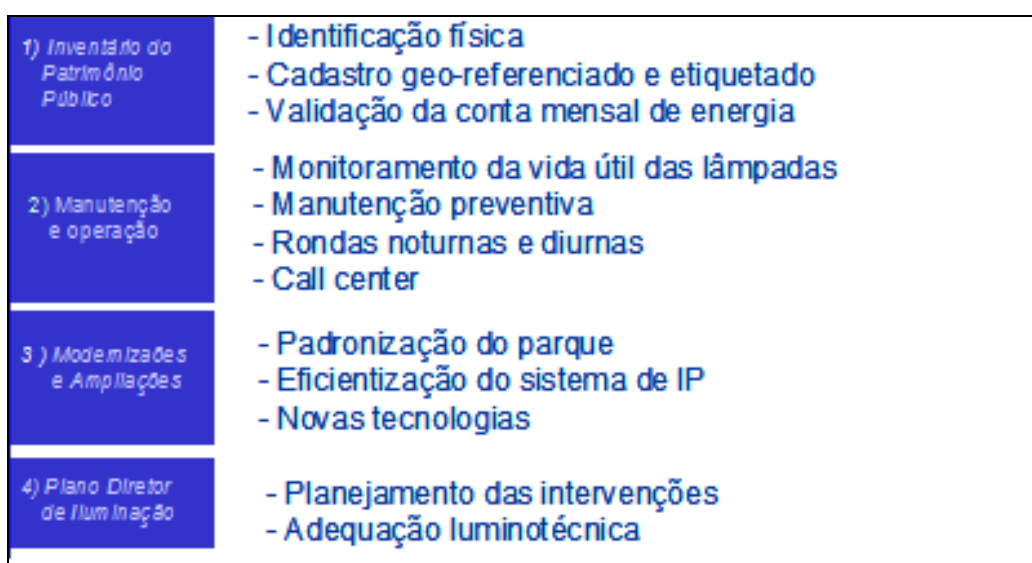 1) Inventário do
Patrimônio
Público
- Identificação física
- Cadastro geo-referenciado e etiquetado
- Validação da conta mensal de energia
2) Manutenção
e operação
- Monitoramento da vida útil das lâmpadas
- Manutenção preventiva
- Rondas noturnas e diurnas
- Call center
3 ) Modernizaões
e Ampliações
- Padronização do parque
- Eficientização do sistema de IP
- Novas tecnologias
4) Plano Diretor
de Iluminação
- Planejamento das intervenções
- Adequação luminotécnica